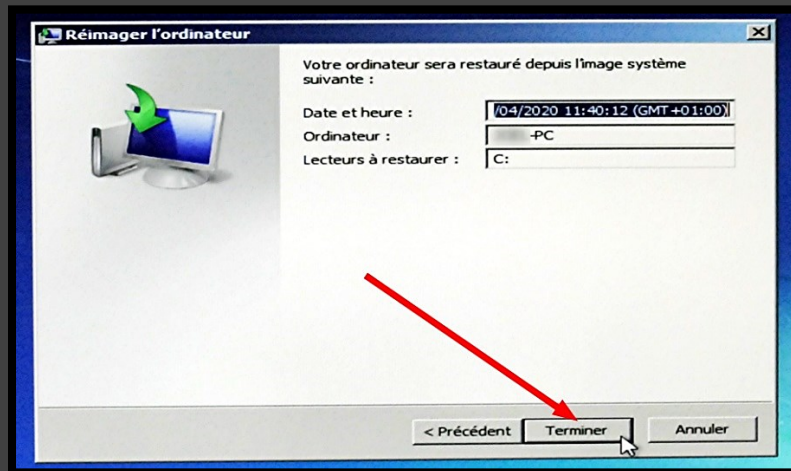 Réimager l'ordinateur
Votre ordinateur sera restauré depuis l'image système
suivante :
Date et heure : /04/2020 11:40:12 (GMT+01:00)
Ordinateur : -PC
Lecteurs à restaurer : C:
< Précédent Terminer Annuler